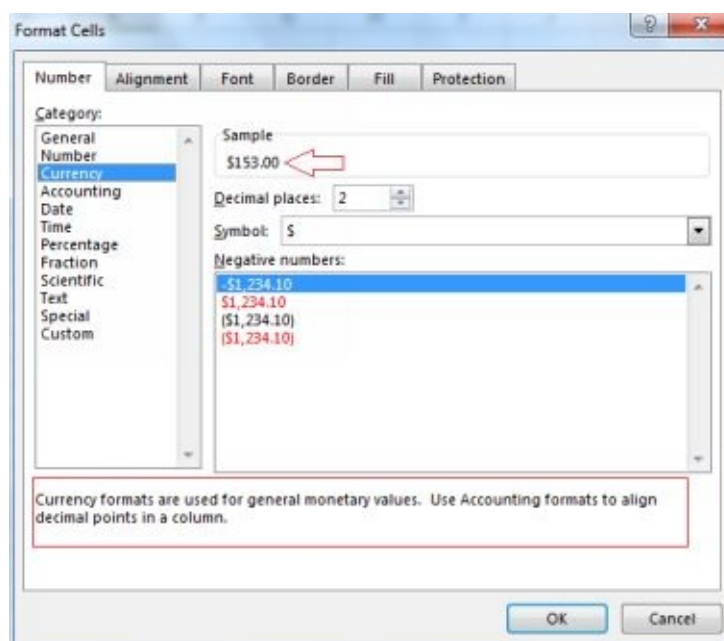 Format Cells
Number Alignment Font Border Fill Protection
Category:
General
Number
Currency
Accounting
Date
Time
Percentage
Fraction
Scientific
Text
Special
Custom
Sample
$153.00
Decimal places: 2
Symbol: $
Negative numbers:
-$1,234.10
$1,234.10
($1,234.10)
($1,234.10)
Currency formats are used for general monetary values. Use Accounting formats to align
decimal points in a column.
OK Cancel